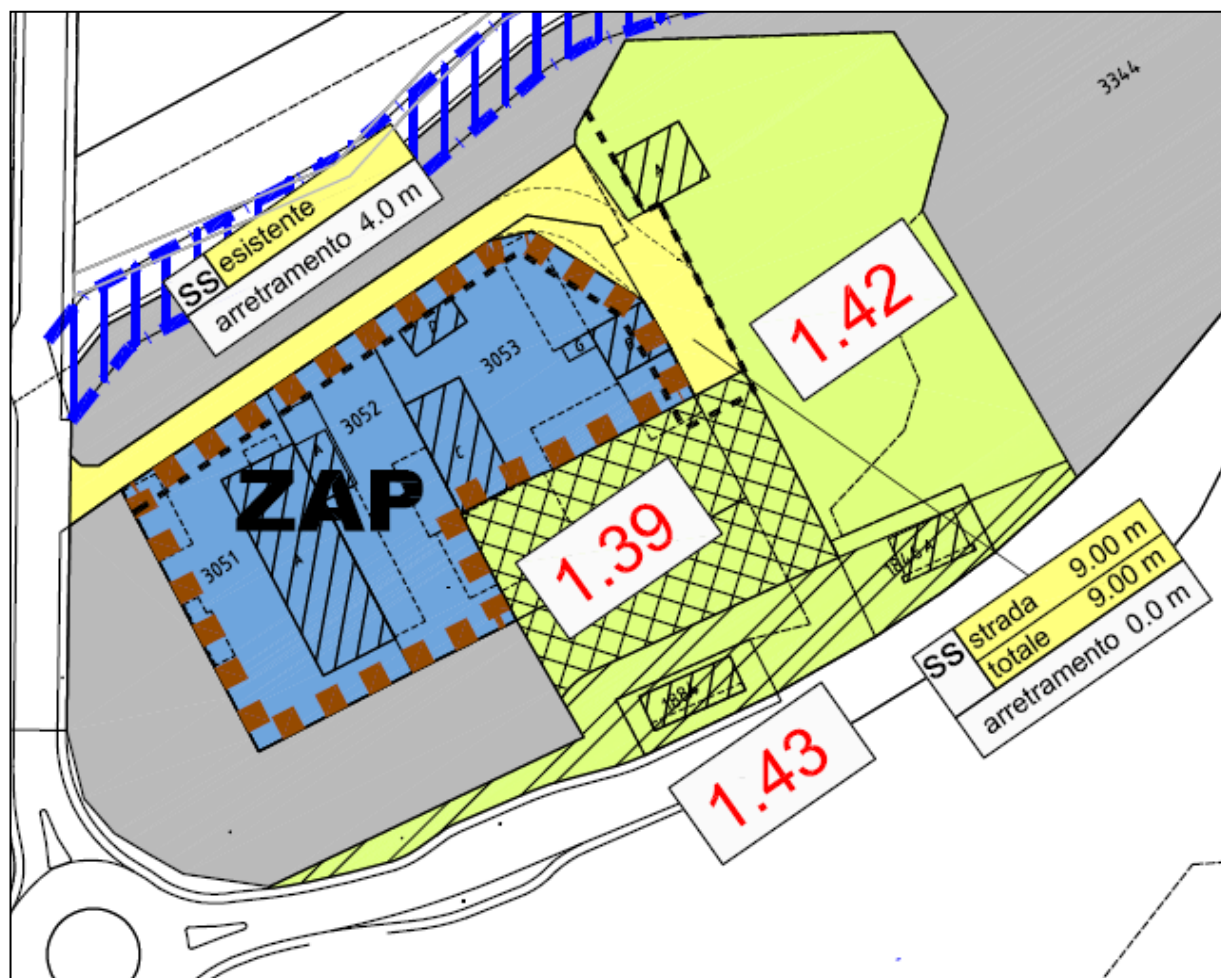 3344
A
SS esistente
arretramento 4.0 m
1.42
3053
G
3052
A
C
ZAP
3051
A
1.39
SS strada 9.00 m
totale 9.00 m
arretramento 0.0 m
1884
1.43